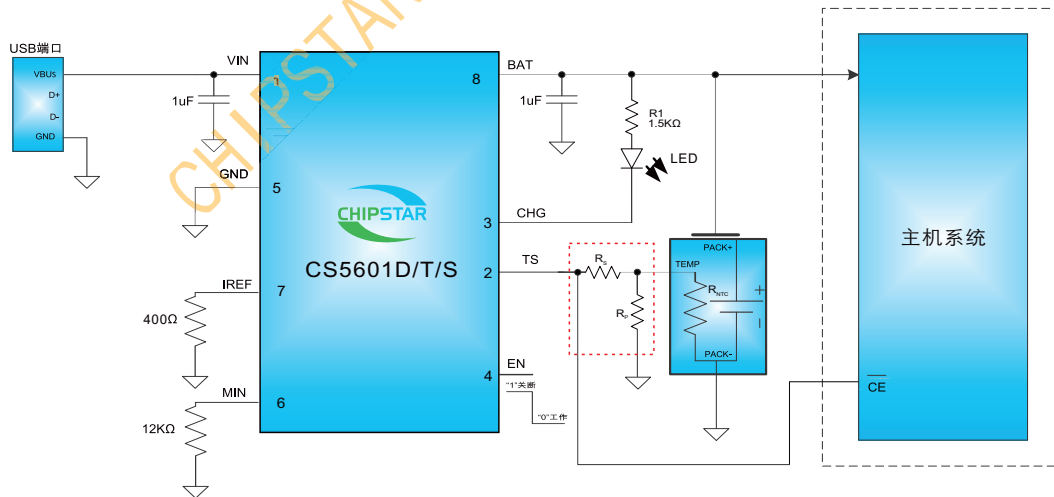 CHIPSTAR
USB端口
VBUs
D+
D-
GND
VIN
1uF
1
GND
5
IREF
7
400Ω
MIN
6
12KΩ
CHIPSTAR
CS5601D/T/S
8
BAT
1uF
R1
1.5KΩ
LED
3
CHG
2
TS
Rs
RP
4
EN
"1"关断
"0"工作
PACK+
TEMP
RNTC
+
−
PACK-
主机系统
CE